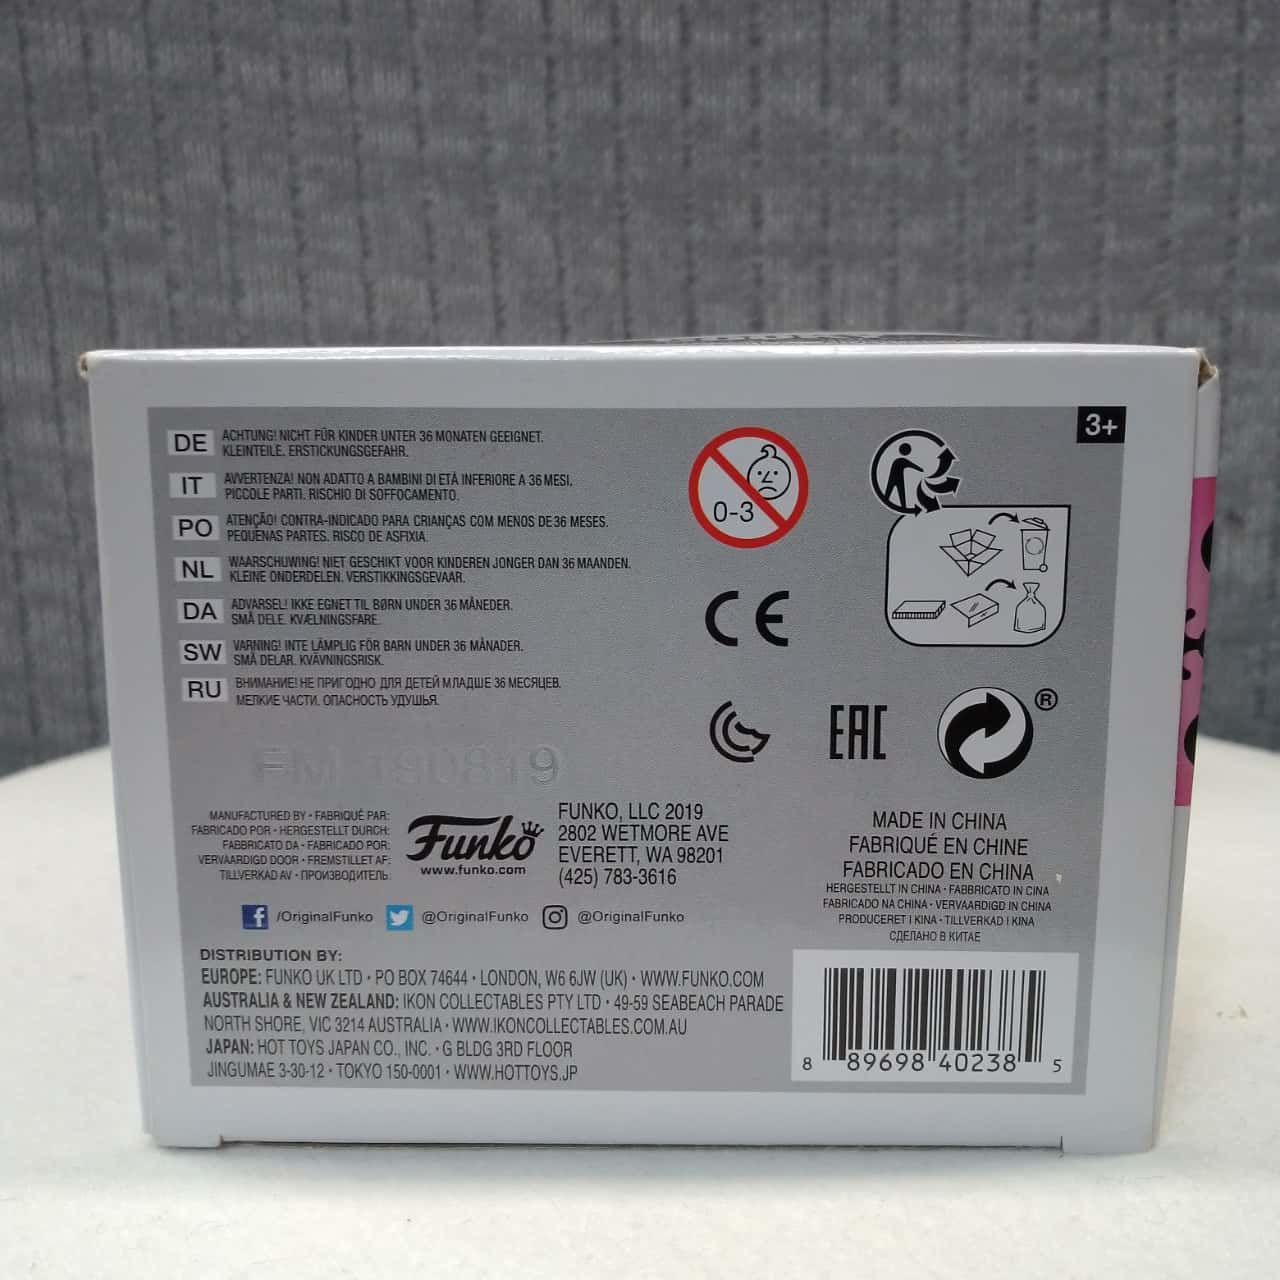 3+
DE ACHTUNG! NICHT FÜR KINDER UNTER 36 MONATEN GEEIGNET.
KLEINTEILE. ERSTICKUNGSGEFAHR.
IT AVVERTENZA! NON ADATTO A BAMBINI DI ETÀ INFERIORE A 36 MESI.
PICCOLE PARTI. RISCHIO DI SOFFOCAMENTO.
PO ATENÇÃO! CONTRA-INDICADO PARA CRIANÇAS COM MENOS DE 36 MESES.
PEQUENAS PARTES. RISCO DE ASFIXIA.
NL WAARSCHUWING! NIET GESCHIKT VOOR KINDEREN JONGER DAN 36 MAANDEN.
KLEINE ONDERDELEN. VERSTIKKINGSGEVAAR.
DA ADVARSEL! IKKE EGNET TIL BØRN UNDER 36 MÅNEDER.
SMÅ DELE. KVÆLNINGSFARE.
SW VARNING! INTE LÄMPLIG FÖR BARN UNDER 36 MÅNADER.
SMÅ DELAR. KVÄVNINGSRISK.
RU ВНИМАНИЕ! НЕ ПРИГОДНО ДЛЯ ДЕТЕЙ МЛАДШЕ 36 МЕСЯЦЕВ.
МЕЛКИЕ ЧАСТИ. ОПАСНОСТЬ УДУШЬЯ.
0-3
CE
EAC
®
FM 190819
MANUFACTURED BY • FABRIQUÉ PAR:
FABRICADO POR • HERGESTELLT DURCH:
FABBRICATO DA • FABRICADO POR:
VERVAARDIGD DOOR • FREMSTILLET AF:
TILLVERKAD AV • ПРОИЗВОДИТЕЛЬ
Funko
www.funko.com
FUNKO, LLC 2019
2802 WETMORE AVE
EVERETT, WA 98201
(425) 783-3616
/OriginalFunko @OriginalFunko @OriginalFunko
MADE IN CHINA
FABRIQUÉ EN CHINE
FABRICADO EN CHINA
HERGESTELLT IN CHINA • FABBRICATO IN CINA
FABRICADO NA CHINA • VERVAARDIGD IN CHINA
PRODUCERET I KINA • TILLVERKAD I KINA
СДЕЛАНО В КИТАЕ
DISTRIBUTION BY:
EUROPE: FUNKO UK LTD • PO BOX 74644 • LONDON, W6 6JW (UK) • WWW.FUNKO.COM
AUSTRALIA & NEW ZEALAND: IKON COLLECTABLES PTY LTD • 49-59 SEABEACH PARADE
NORTH SHORE, VIC 3214 AUSTRALIA • WWW.IKONCOLLECTABLES.COM.AU
JAPAN: HOT TOYS JAPAN CO., INC. • G BLDG 3RD FLOOR
JINGUMAE 3-30-12 • TOKYO 150-0001 • WWW.HOTTOYS.JP
8 89698 40238 5